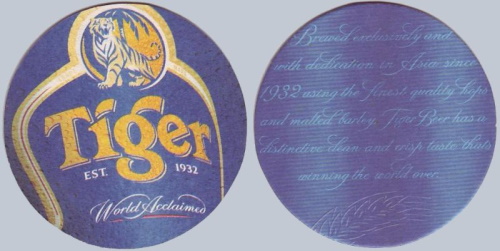 Tiger
EST. 1932
World Acclaimed
Brewed exclusively and
with dedication in Asia since
1932 using the finest quality hops
and malted barley, Tiger Beer has a
distinctive clean and crisp taste that's
winning the world over.